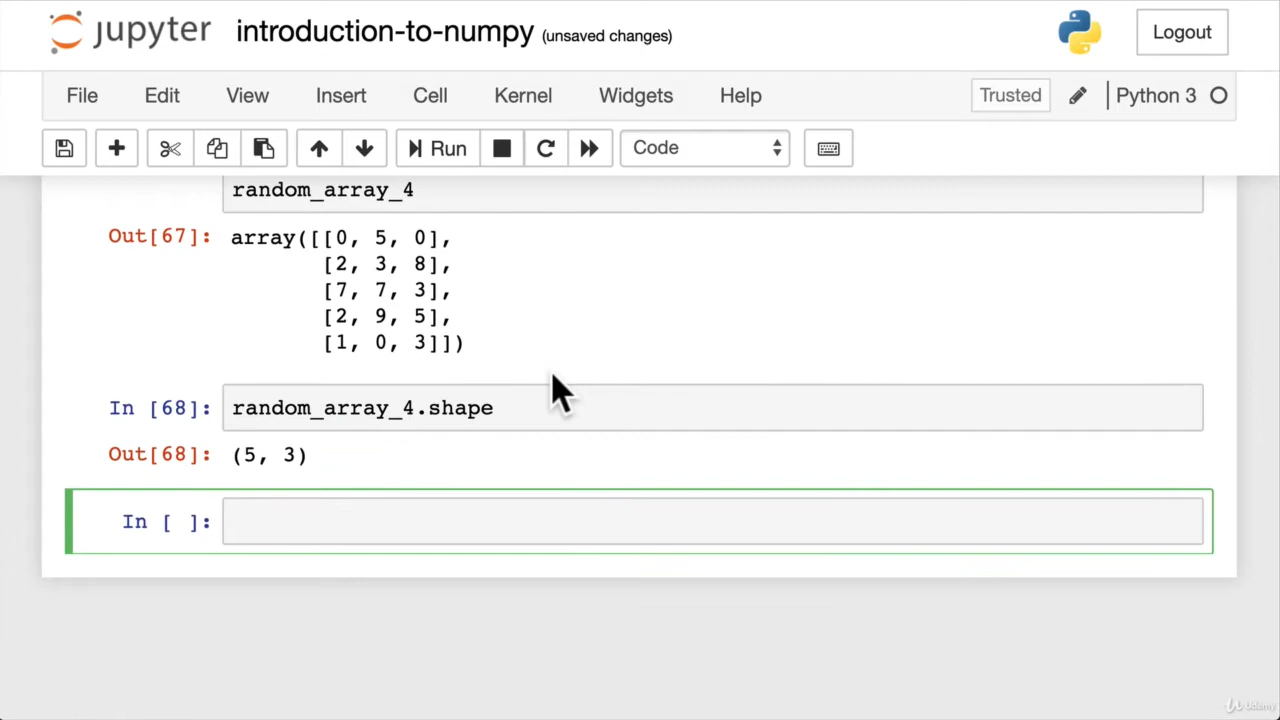 jupyter introduction-to-numpy (unsaved changes) Logout
File Edit View Insert Cell Kernel Widgets Help Trusted Python 3
Run Code
random_array_4
Out[67]: array([[0, 5, 0],
[2, 3, 8],
[7, 7, 3],
[2, 9, 5],
[1, 0, 3]])
In [68]: random_array_4.shape
Out[68]: (5, 3)
In [ ]:
Udemy